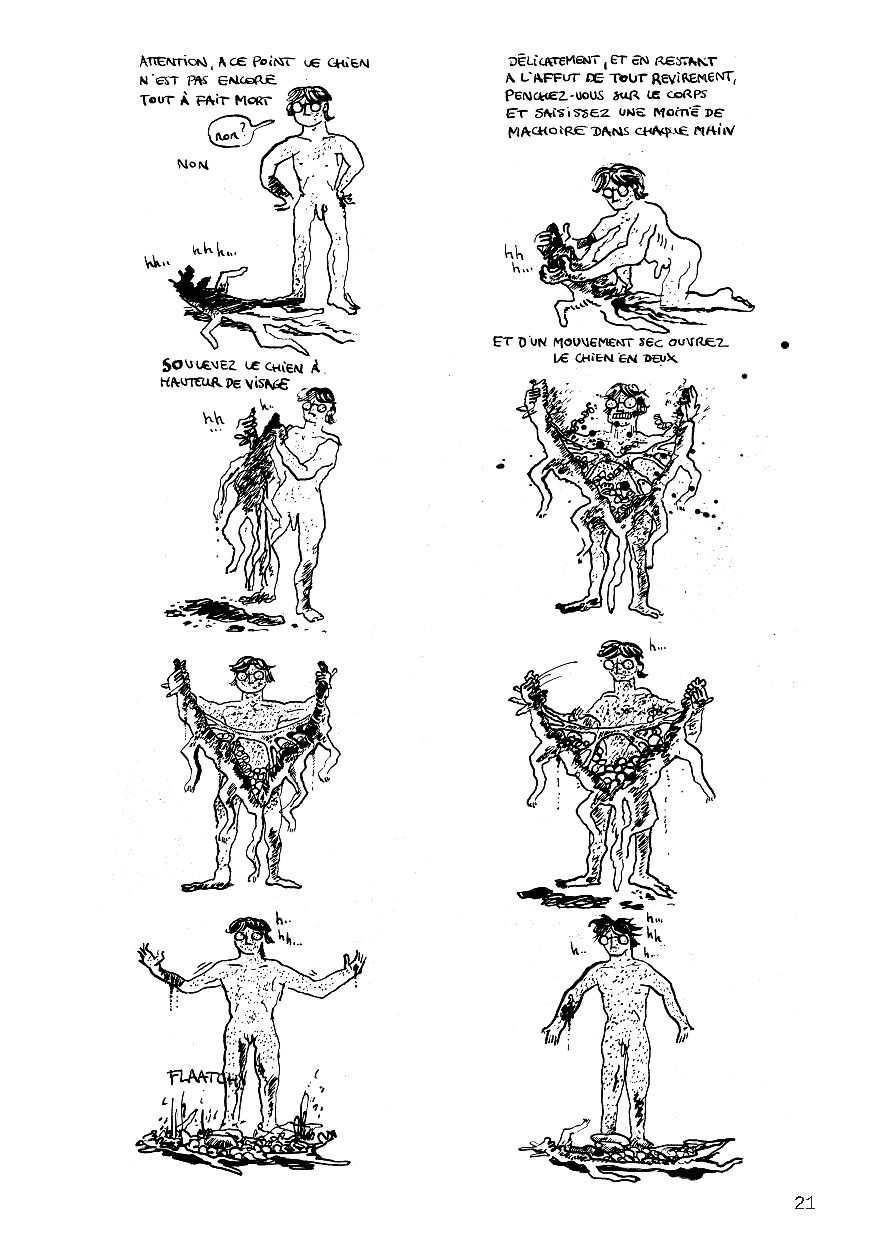 ATTENTION, A CE POINT LE CHIEN
N'EST PAS ENCORE
TOUT À FAIT MORT
non?
NON
hh..
hhh...
DÉLICATEMENT, ET EN RESTANT
A L'AFFUT DE TOUT REVIREMENT,
PENCHEZ-VOUS SUR LE CORPS
ET SAISISSEZ UNE MOITIÉ DE
MACHOIRE DANS CHAQUE MAIN
hh
h...
SOULEVEZ LE CHIEN À
HAUTEUR DE VISAGE
hh
...
h..
ET D'UN MOUVEMENT SEC OUVREZ
LE CHIEN EN DEUX
h...
h..
hh...
FLAATCH
h...
hh
h..
h..
21